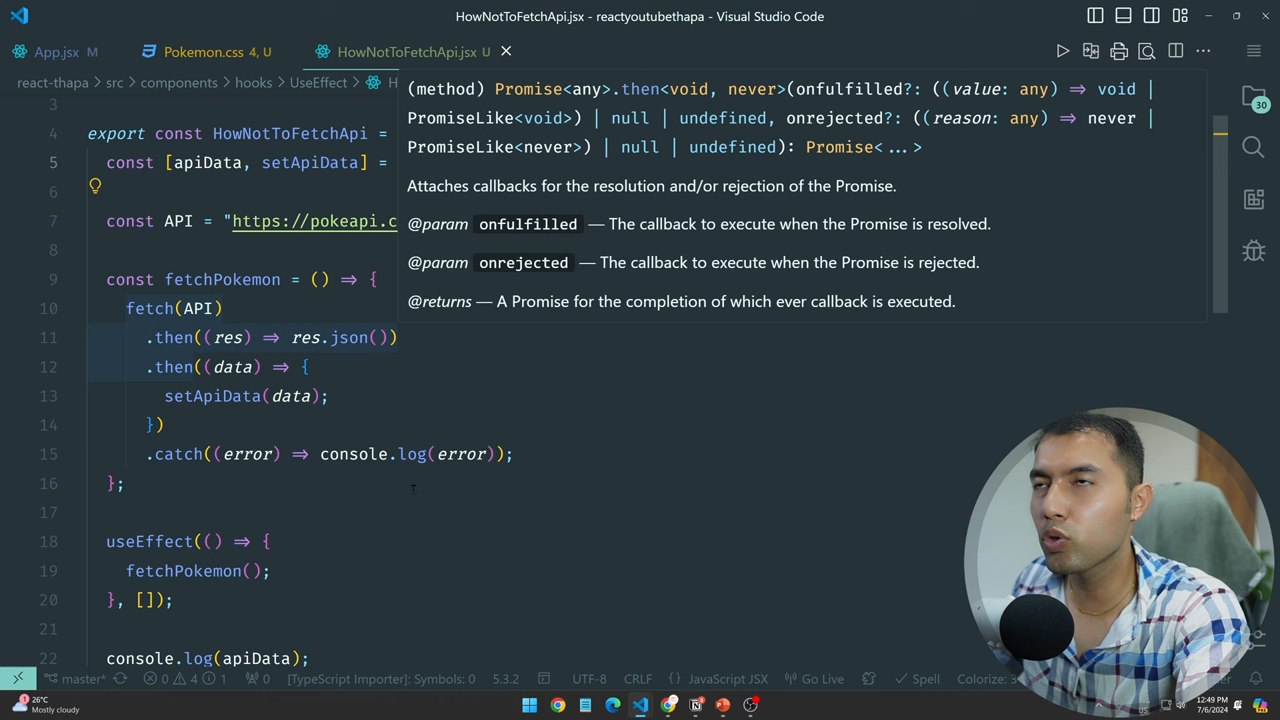 HowNotToFetchApi.jsx - reactyoutubethapa - Visual Studio Code
App.jsx M Pokemon.css 4, U HowNotToFetchApi.jsx U
react-thapa > src > components > hooks > UseEffect > H
(method) Promise<any>.then<void, never>(onfulfilled?: ((value: any) => void |
PromiseLike<void>) | null | undefined, onrejected?: ((reason: any) => never |
PromiseLike<never>) | null | undefined): Promise<...>
Attaches callbacks for the resolution and/or rejection of the Promise.
@param onfulfilled — The callback to execute when the Promise is resolved.
@param onrejected — The callback to execute when the Promise is rejected.
@returns — A Promise for the completion of which ever callback is executed.
30
3
4 export const HowNotToFetchApi =
5 const [apiData, setApiData] =
6
7 const API = "https://pokeapi.c
8
9 const fetchPokemon = () => {
10 fetch(API)
11 .then((res) => res.json())
12 .then((data) => {
13 setApiData(data);
14 })
15 .catch((error) => console.log(error));
16 };
17
18 useEffect(() => {
19 fetchPokemon();
20 }, []);
21
22 console.log(apiData);
master* 0 4 1 0 [TypeScript Importer]: Symbols: 0 5.3.2 UTF-8 CRLF { } JavaScript JSX Go Live Spell Colorize: 3
26°C
Mostly cloudy
12:49 PM
7/6/2024